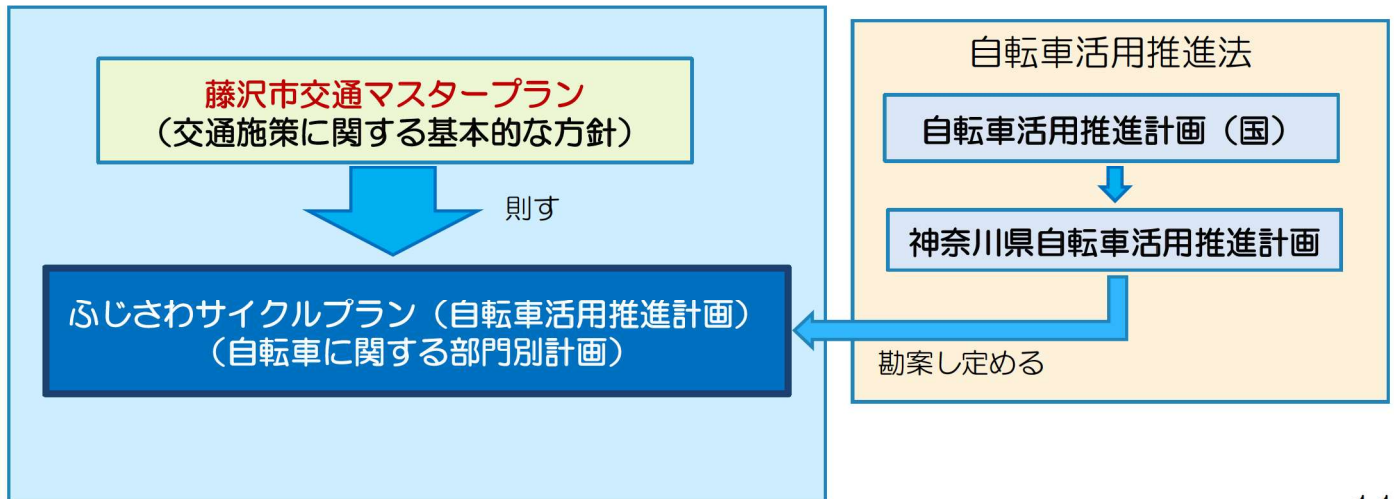 藤沢市交通マスタープラン
（交通施策に関する基本的な方針）
則す
ふじさわサイクルプラン（自転車活用推進計画）
（自転車に関する部門別計画）
自転車活用推進法
自転車活用推進計画（国）
神奈川県自転車活用推進計画
勘案し定める